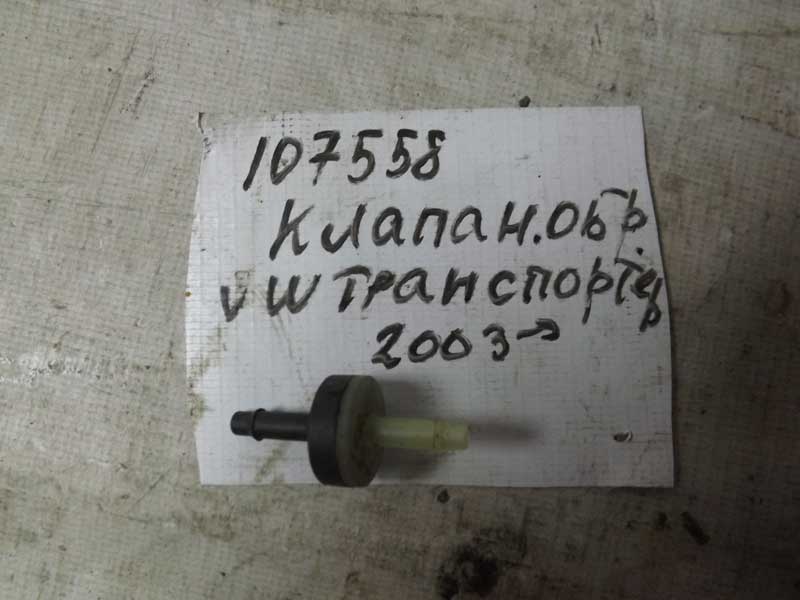 107558
Клапан.обр
VW Транспортер
2003→